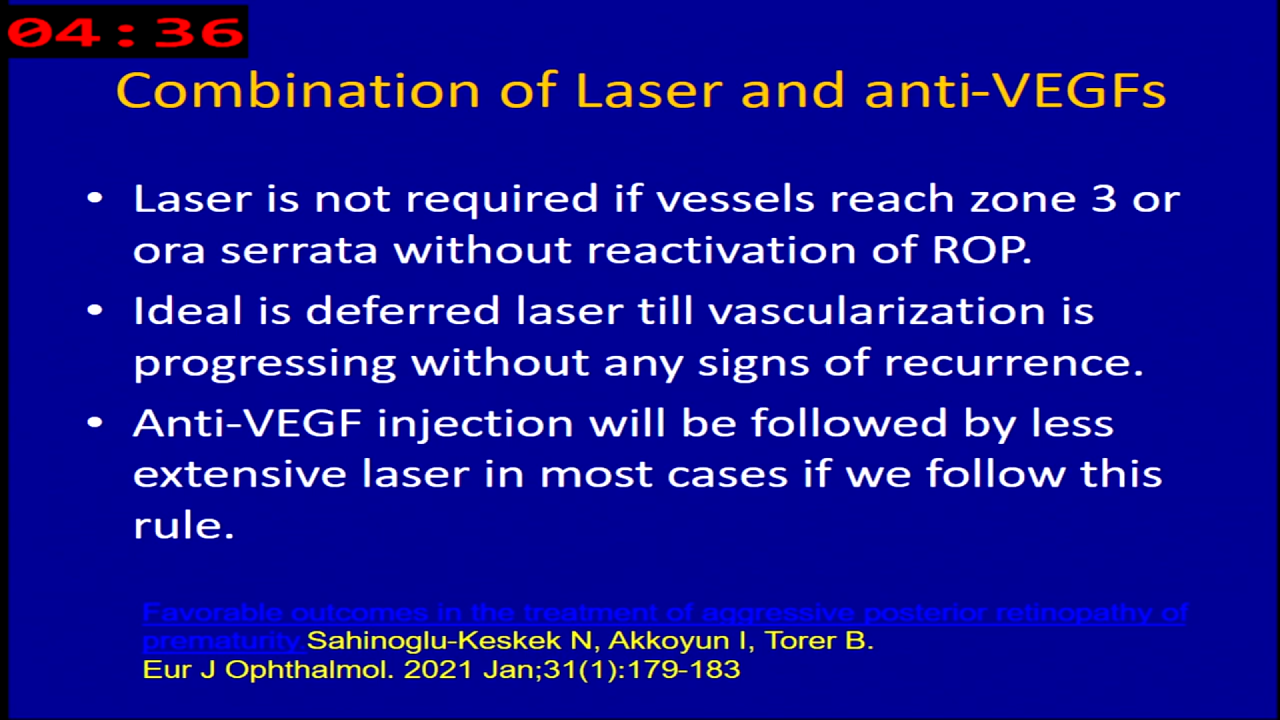 04:36
Combination of Laser and anti-VEGFs
• Laser is not required if vessels reach zone 3 or
ora serrata without reactivation of ROP.
• Ideal is deferred laser till vascularization is
progressing without any signs of recurrence.
• Anti-VEGF injection will be followed by less
extensive laser in most cases if we follow this
rule.
Favorable outcomes in the treatment of aggressive posterior retinopathy of
prematurity.Sahinoglu-Keskek N, Akkoyun I, Torer B.
Eur J Ophthalmol. 2021 Jan;31(1):179-183